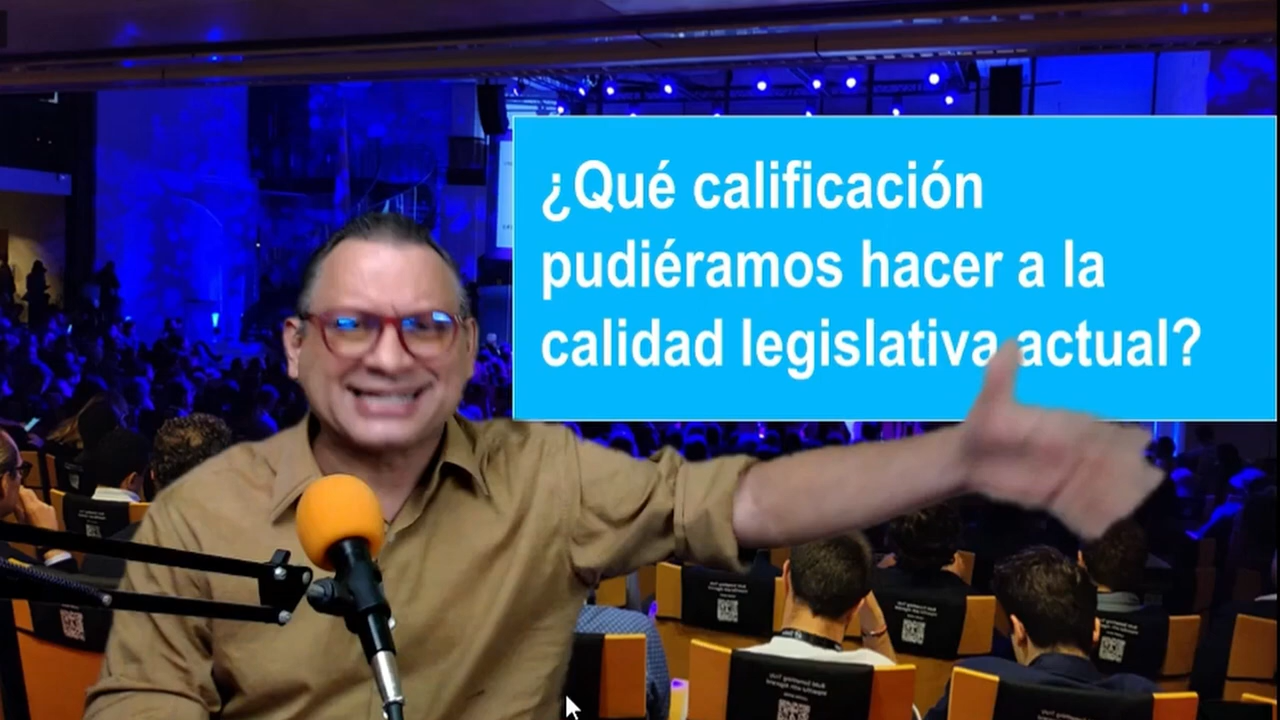 ¿Qué calificación
pudiéramos hacer a la
calidad legislativa actual?